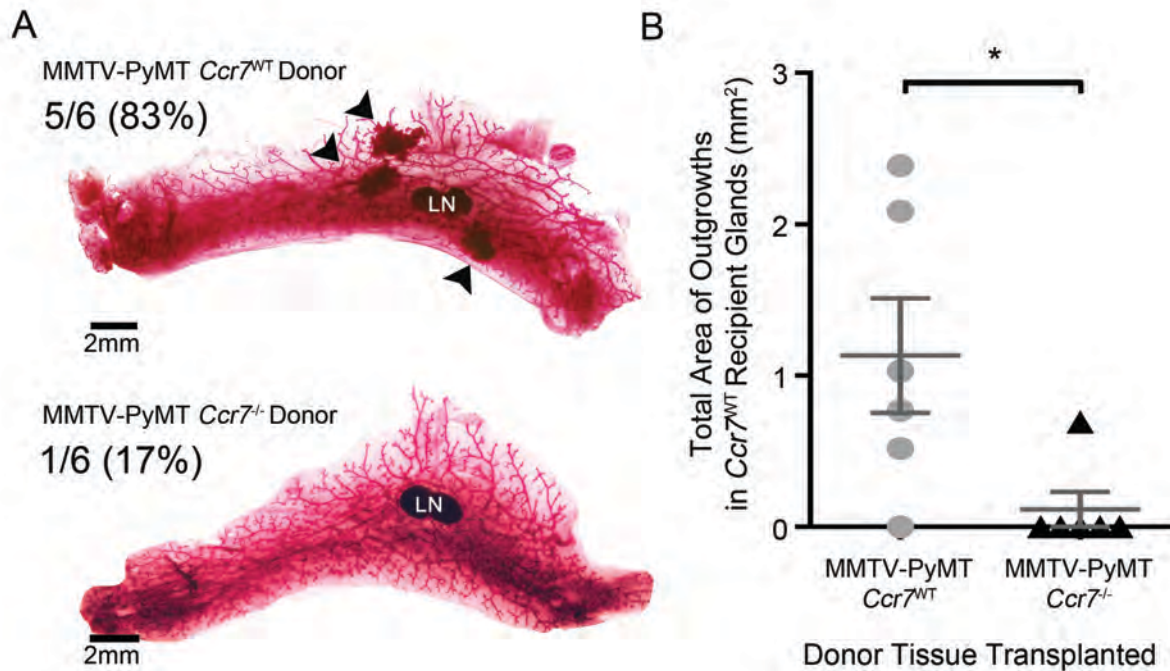 A
MMTV-PyMT Ccr7ᵂᵀ Donor
5/6 (83%)
LN
2mm
MMTV-PyMT Ccr7⁻/⁻ Donor
1/6 (17%)
LN
2mm
B
*
Total Area of Outgrowths
in Ccr7ᵂᵀ Recipient Glands (mm²)
3
2
1
0
MMTV-PyMT
Ccr7ᵂᵀ
MMTV-PyMT
Ccr7⁻/⁻
Donor Tissue Transplanted